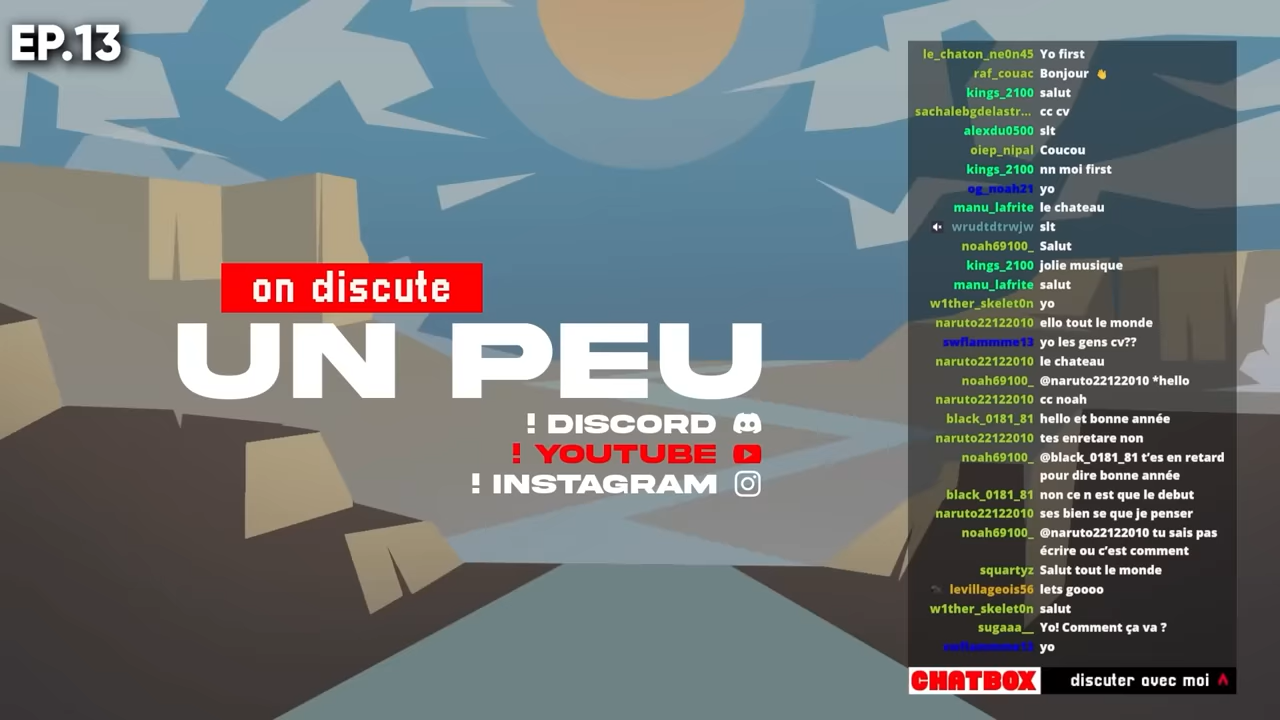 EP.13
on discute
UN PEU
! DISCORD
! YOUTUBE
! INSTAGRAM
le_chaton_ne0n45 Yo first
raf_couac Bonjour 👋
kings_2100 salut
sachalebgdelastr... cc cv
alexdu0500 slt
oiep_nipal Coucou
kings_2100 nn moi first
og_noah21 yo
manu_lafrite le chateau
wrudtdtrwjw slt
noah69100_ Salut
kings_2100 jolie musique
manu_lafrite salut
w1ther_skelet0n yo
naruto22122010 ello tout le monde
swflammme13 yo les gens cv??
naruto22122010 le chateau
noah69100_ @naruto22122010 *hello
naruto22122010 cc noah
black_0181_81 hello et bonne année
naruto22122010 tes enretare non
noah69100_ @black_0181_81 t'es en retard
pour dire bonne année
black_0181_81 non ce n est que le debut
naruto22122010 ses bien se que je penser
noah69100_ @naruto22122010 tu sais pas
écrire ou c'est comment
squartyz Salut tout le monde
levillageois56 lets goooo
w1ther_skelet0n salut
sugaaa__ Yo! Comment ça va ?
swflammme13 yo
CHATBOX discuter avec moi